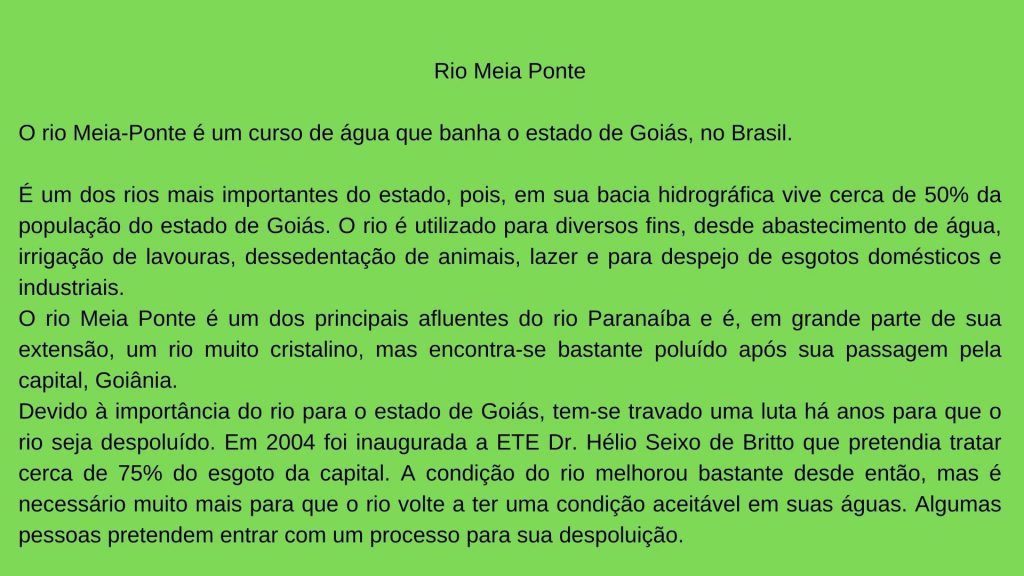 Rio Meia Ponte
O rio Meia-Ponte é um curso de água que banha o estado de Goiás, no Brasil.
É um dos rios mais importantes do estado, pois, em sua bacia hidrográfica vive cerca de 50% da
população do estado de Goiás. O rio é utilizado para diversos fins, desde abastecimento de água,
irrigação de lavouras, dessedentação de animais, lazer e para despejo de esgotos domésticos e
industriais.
O rio Meia Ponte é um dos principais afluentes do rio Paranaíba e é, em grande parte de sua
extensão, um rio muito cristalino, mas encontra-se bastante poluído após sua passagem pela
capital, Goiânia.
Devido à importância do rio para o estado de Goiás, tem-se travado uma luta há anos para que o
rio seja despoluído. Em 2004 foi inaugurada a ETE Dr. Hélio Seixo de Britto que pretendia tratar
cerca de 75% do esgoto da capital. A condição do rio melhorou bastante desde então, mas é
necessário muito mais para que o rio volte a ter uma condição aceitável em suas águas. Algumas
pessoas pretendem entrar com um processo para sua despoluição.